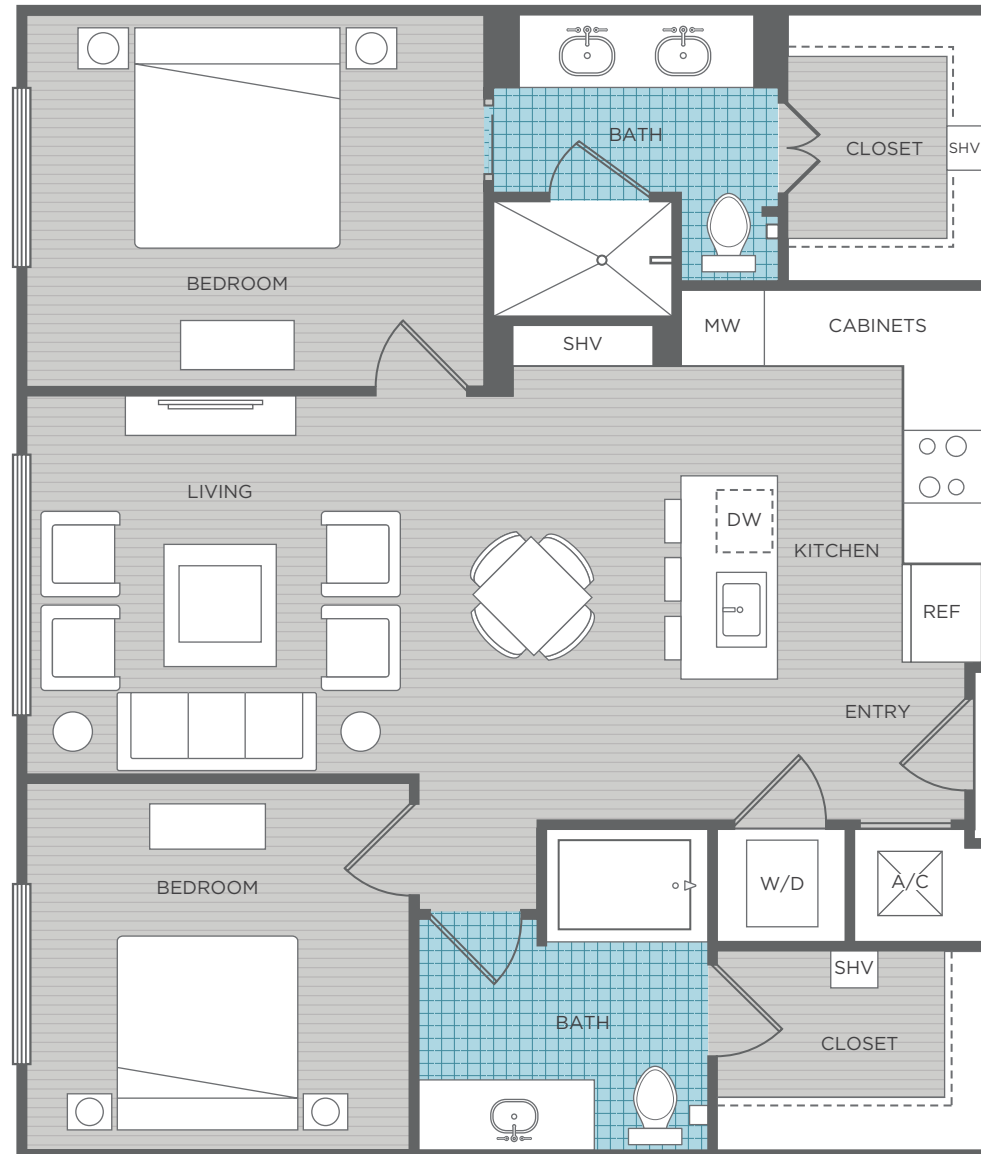 BATH
CLOSET
SHV
BEDROOM
SHV
MW
CABINETS
LIVING
DW
KITCHEN
REF
ENTRY
BEDROOM
W/D
A/C
SHV
BATH
CLOSET